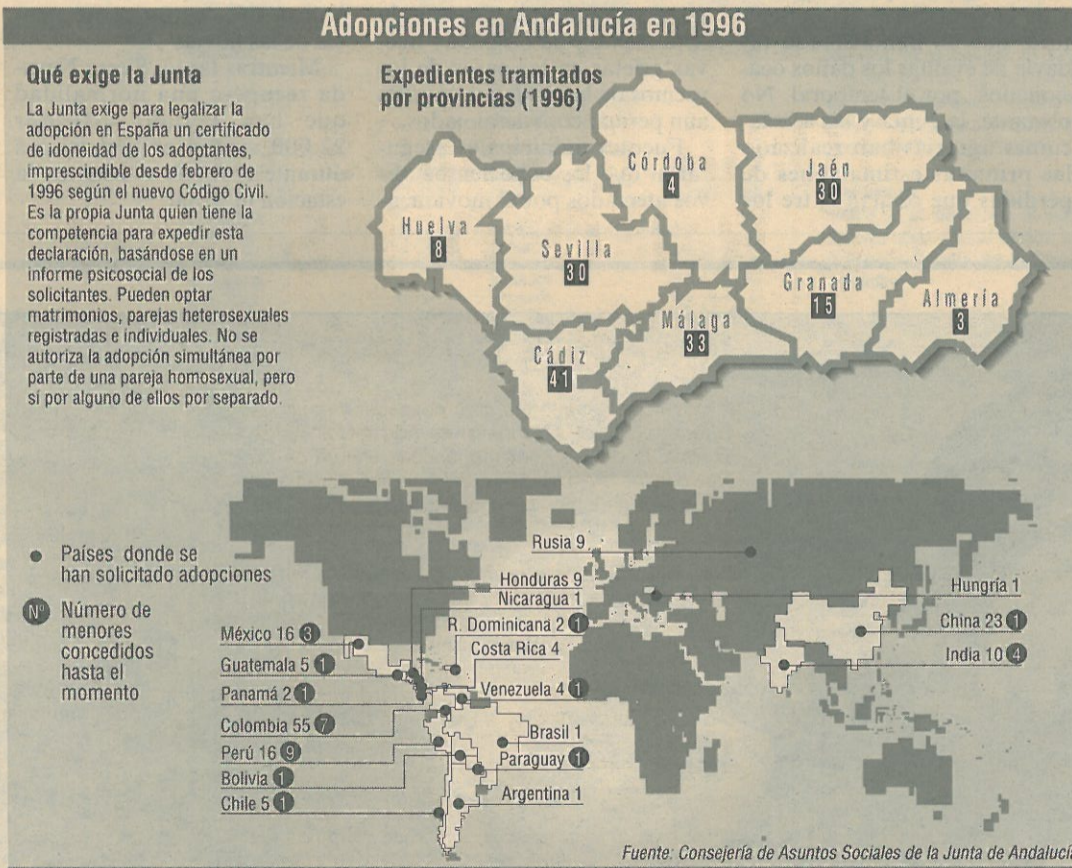 Adopciones en Andalucía en 1996
Qué exige la Junta
La Junta exige para legalizar la
adopción en España un certificado
de idoneidad de los adoptantes,
imprescindible desde febrero de
1996 según el nuevo Código Civil.
Es la propia Junta quien tiene la
competencia para expedir esta
declaración, basándose en un
informe psicosocial de los
solicitantes. Pueden optar
matrimonios, parejas heterosexuales
registradas e individuales. No se
autoriza la adopción simultánea por
parte de una pareja homosexual, pero
sí por alguno de ellos por separado.
Expedientes tramitados
por provincias (1996)
Córdoba
4
Jaén
30
Huelva
8
Sevilla
30
Granada
15
Almería
3
Málaga
33
Cádiz
41
Países donde se
han solicitado adopciones
Nº Número de
menores
concedidos
hasta el
momento
México 16 3
Guatemala 5 1
Panamá 2 1
Colombia 55 7
Perú 16 9
Bolivia 1
Chile 5 1
Rusia 9
Honduras 9
Nicaragua 1
R. Dominicana 2 1
Costa Rica 4
Venezuela 4 1
Brasil 1
Paraguay 1
Argentina 1
Hungría 1
China 23 1
India 10 4
Fuente: Consejería de Asuntos Sociales de la Junta de Andalucía